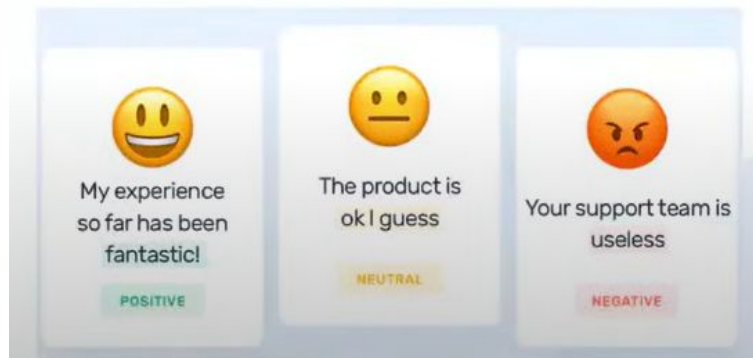 My experience
so far has been
fantastic!
POSITIVE
The product is
ok I guess
NEUTRAL
Your support team is
useless
NEGATIVE